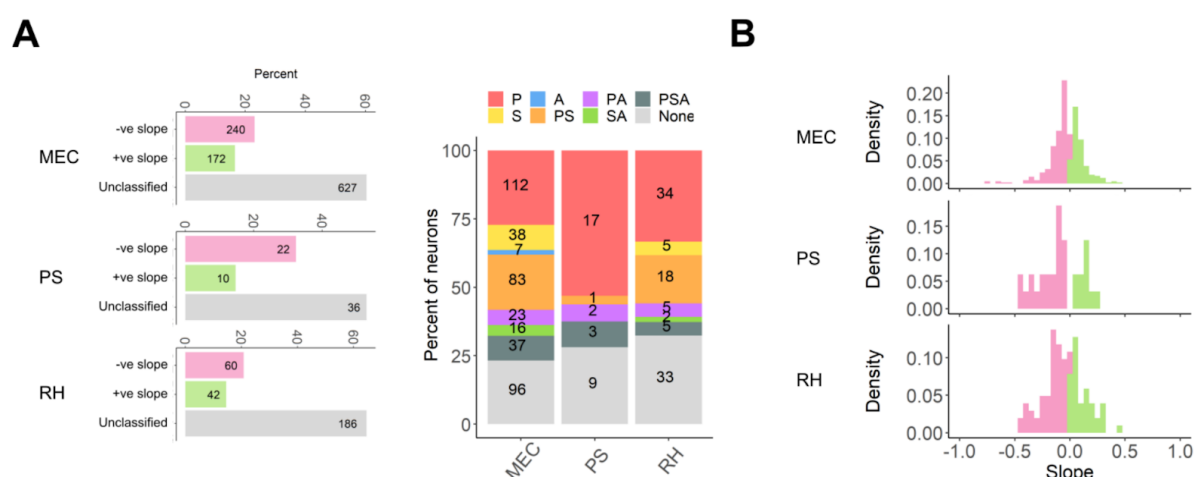 A
B
Percent
0 20 40 60
MEC
-ve slope 240
+ve slope 172
Unclassified 627
0 20 40
PS
-ve slope 22
+ve slope 10
Unclassified 36
0 20 40 60
RH
-ve slope 60
+ve slope 42
Unclassified 186
P A PA PSA
S PS SA None
Percent of neurons
100
75
50
25
0
112
38
7
83
23
16
37
96
17
1
2
3
9
34
5
18
5
2
5
33
MEC PS RH
MEC
Density
0.20
0.15
0.10
0.05
0.00
PS
Density
0.15
0.10
0.05
0.00
RH
Density
0.10
0.05
0.00
-1.0 -0.5 0.0 0.5 1.0
Slope